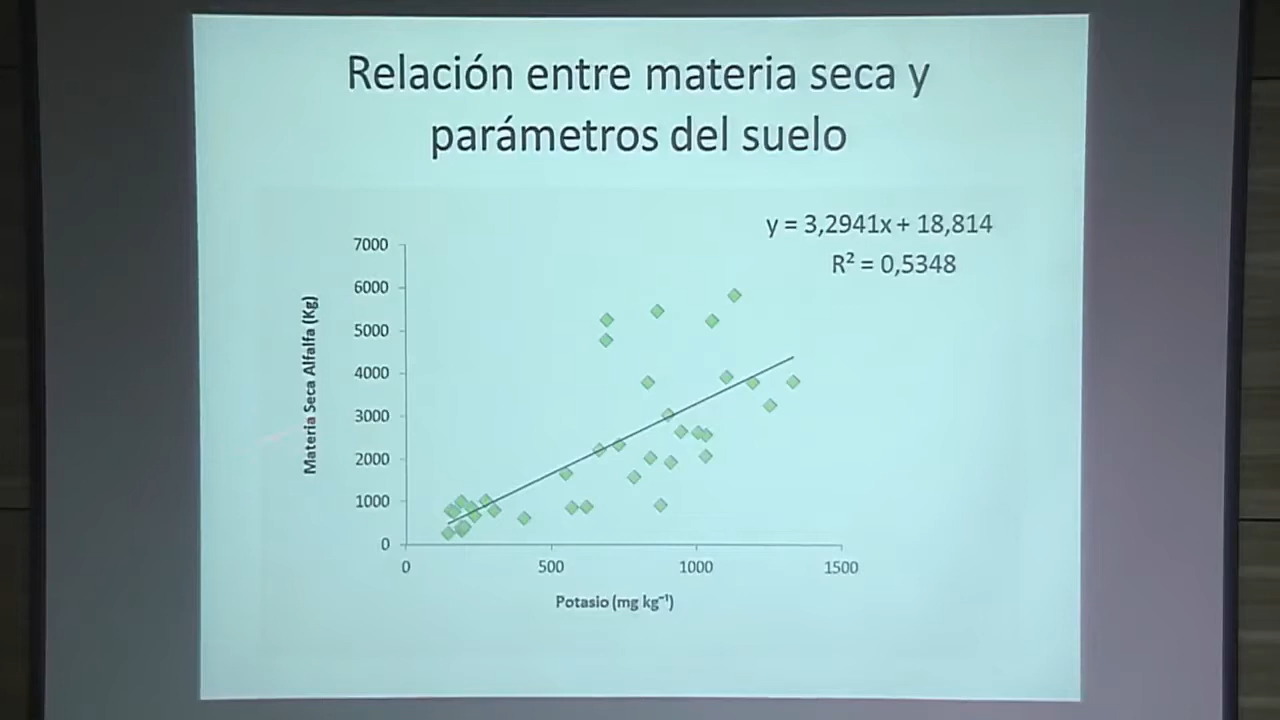 Relación entre materia seca y
parámetros del suelo
y = 3,2941x + 18,814
R² = 0,5348
7000
6000
5000
4000
3000
2000
1000
0
Materia Seca Alfalfa (Kg)
0
500
1000
1500
Potasio (mg kg⁻¹)